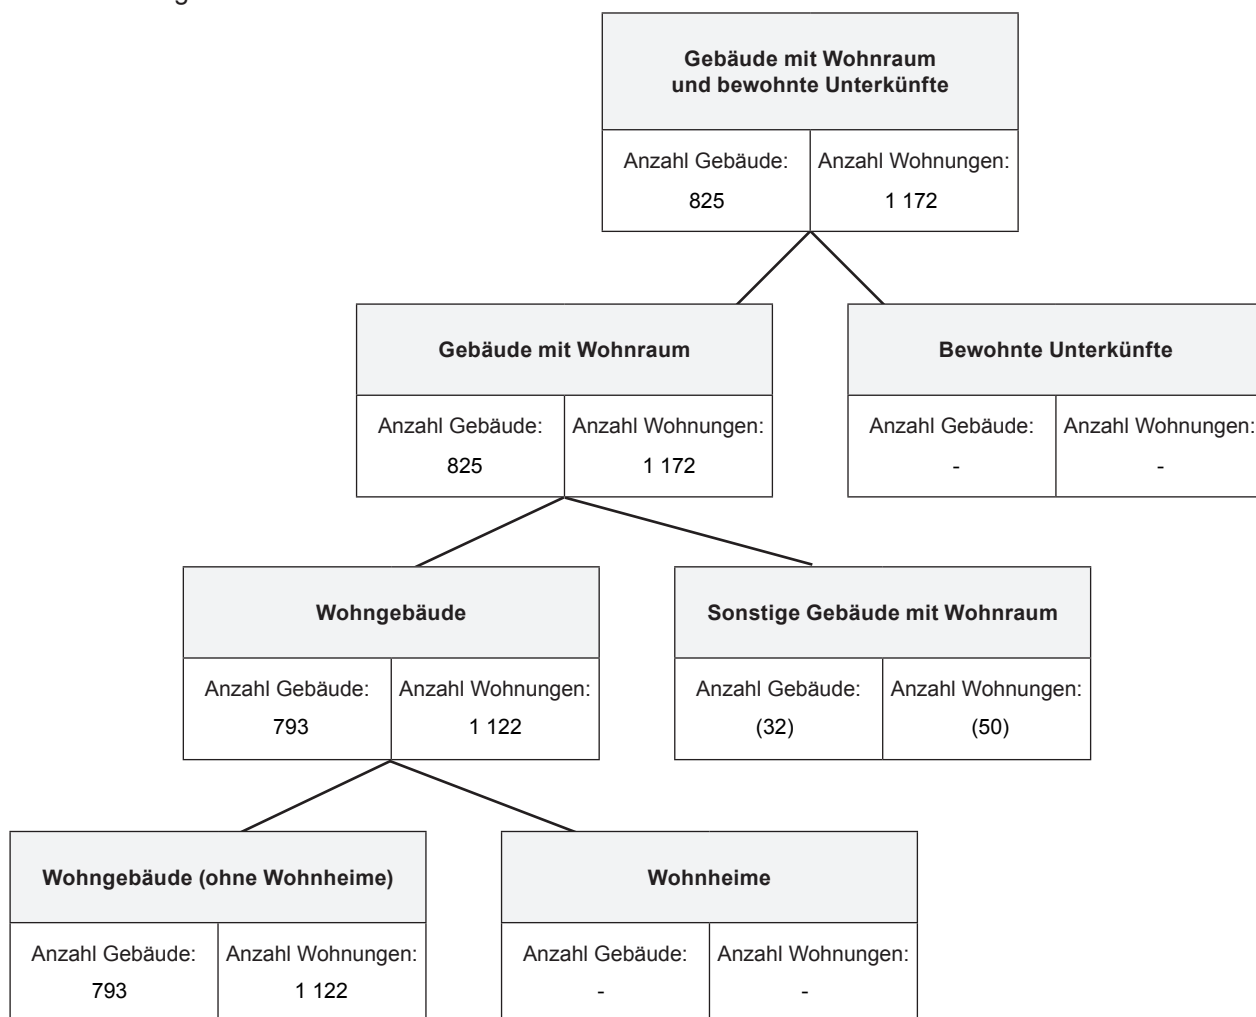 Gebäude mit Wohnraum
und bewohnte Unterkünfte
Anzahl Gebäude: Anzahl Wohnungen:
825 1 172
Gebäude mit Wohnraum Bewohnte Unterkünfte
Anzahl Gebäude: Anzahl Wohnungen: Anzahl Gebäude: Anzahl Wohnungen:
825 1 172 - -
Wohngebäude Sonstige Gebäude mit Wohnraum
Anzahl Gebäude: Anzahl Wohnungen: Anzahl Gebäude: Anzahl Wohnungen:
793 1 122 (32) (50)
Wohngebäude (ohne Wohnheime) Wohnheime
Anzahl Gebäude: Anzahl Wohnungen: Anzahl Gebäude: Anzahl Wohnungen:
793 1 122 - -